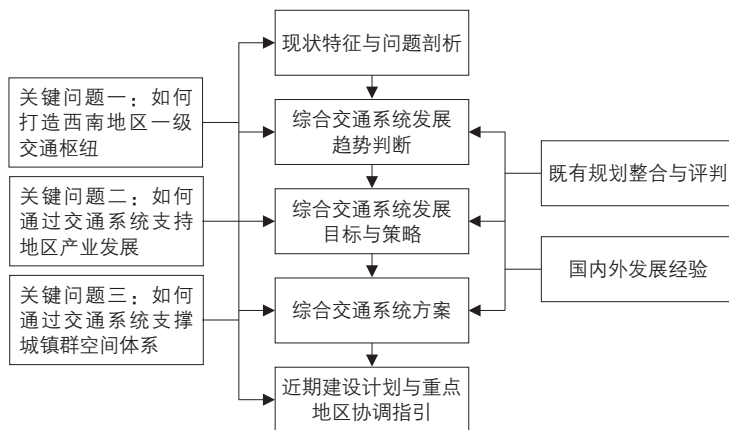 现状特征与问题剖析
关键问题一：如何
打造西南地区一级
交通枢纽
综合交通系统发展
趋势判断
既有规划整合与评判
关键问题二：如何
通过交通系统支持
地区产业发展
综合交通系统发展
目标与策略
国内外发展经验
关键问题三：如何
通过交通系统支撑
城镇群空间体系
综合交通系统方案
近期建设计划与重点
地区协调指引